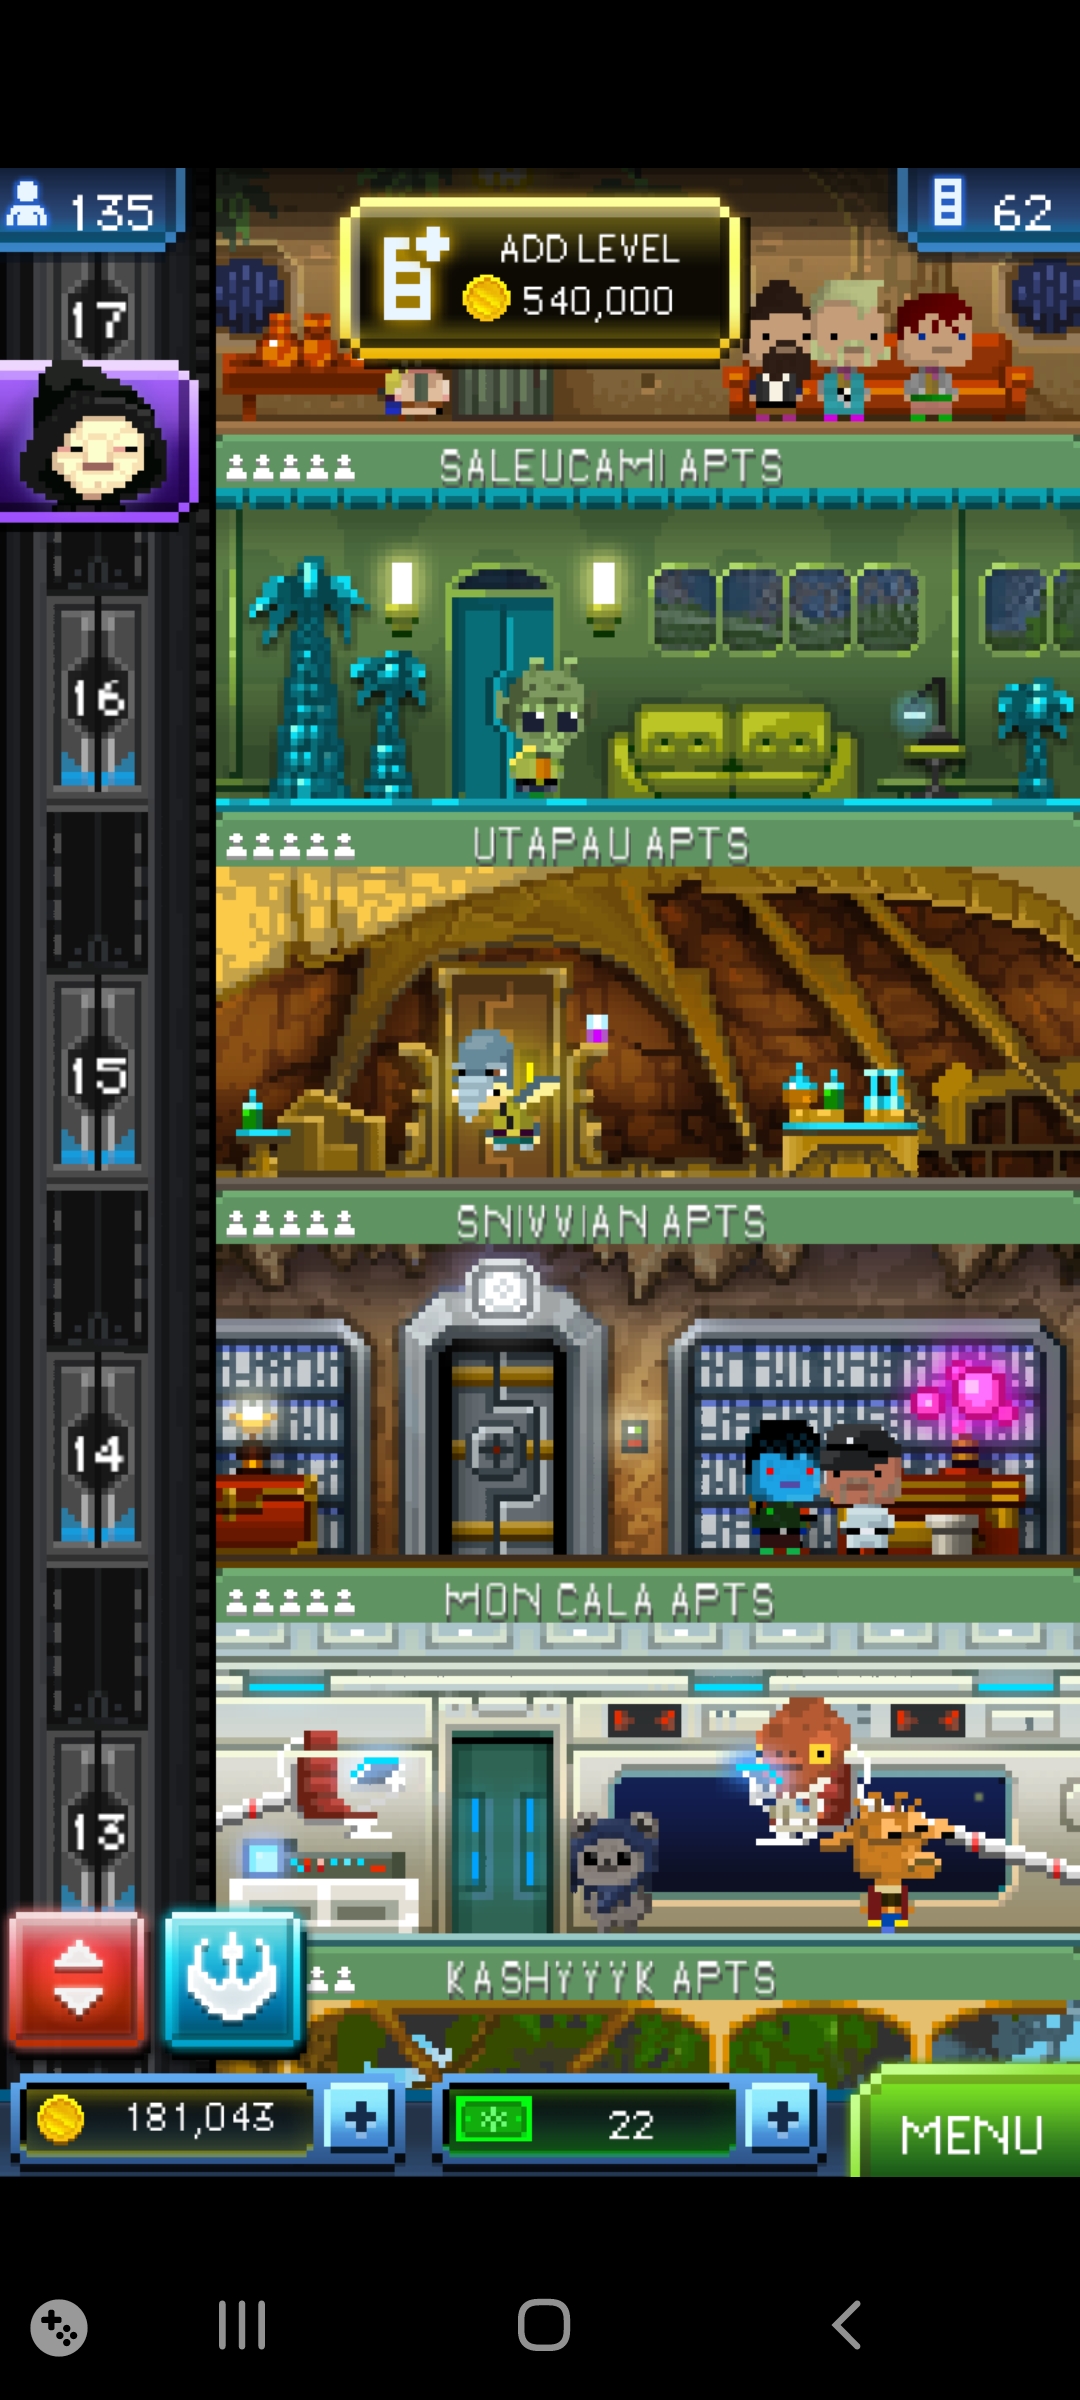 135
ADD LEVEL
540,000
62
17
SALEUCAMI APTS
16
UTAPAU APTS
15
SNIVVIAN APTS
14
MON CALA APTS
13
KASHYYYK APTS
181,043
22
MENU